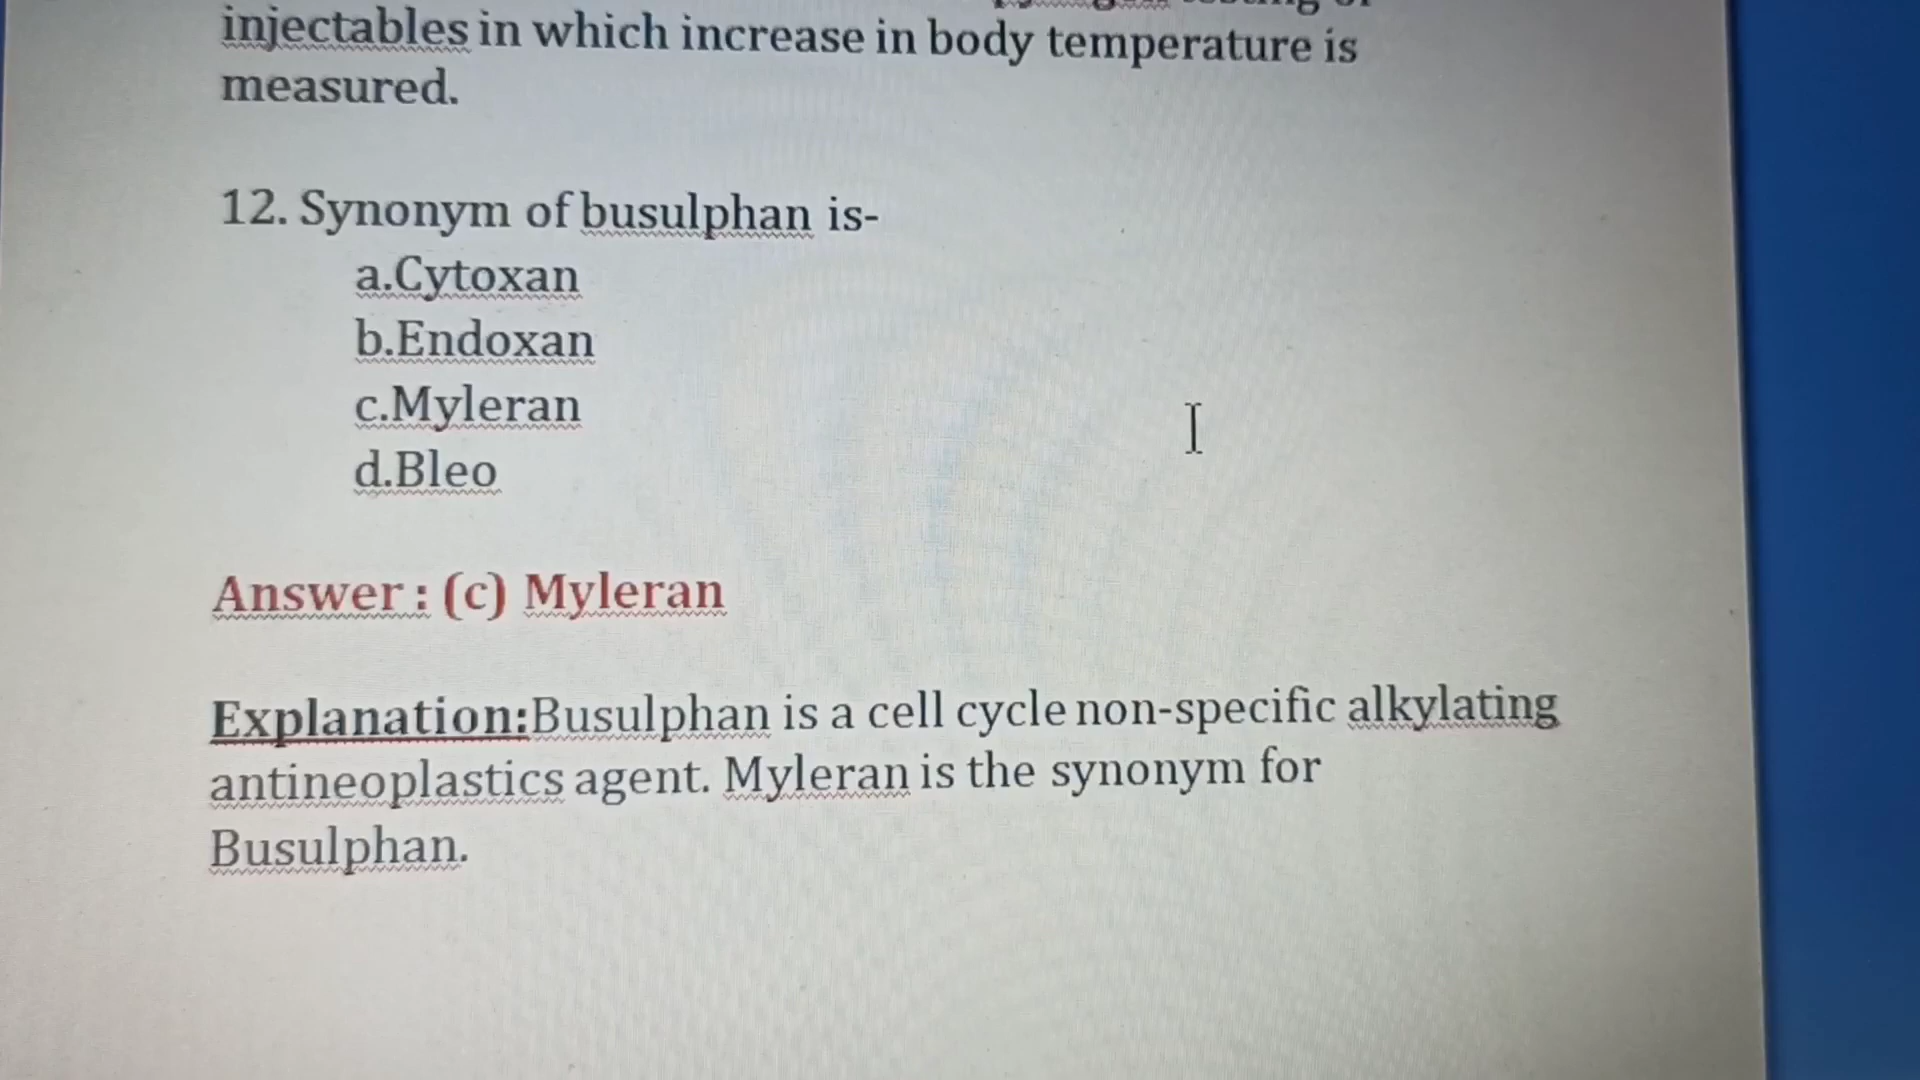 injectables in which increase in body temperature is
measured.
12. Synonym of busulphan is-
a.Cytoxan
b.Endoxan
c.Myleran
d.Bleo
Answer : (c) Myleran
Explanation:Busulphan is a cell cycle non-specific alkylating
antineoplastics agent. Myleran is the synonym for
Busulphan.